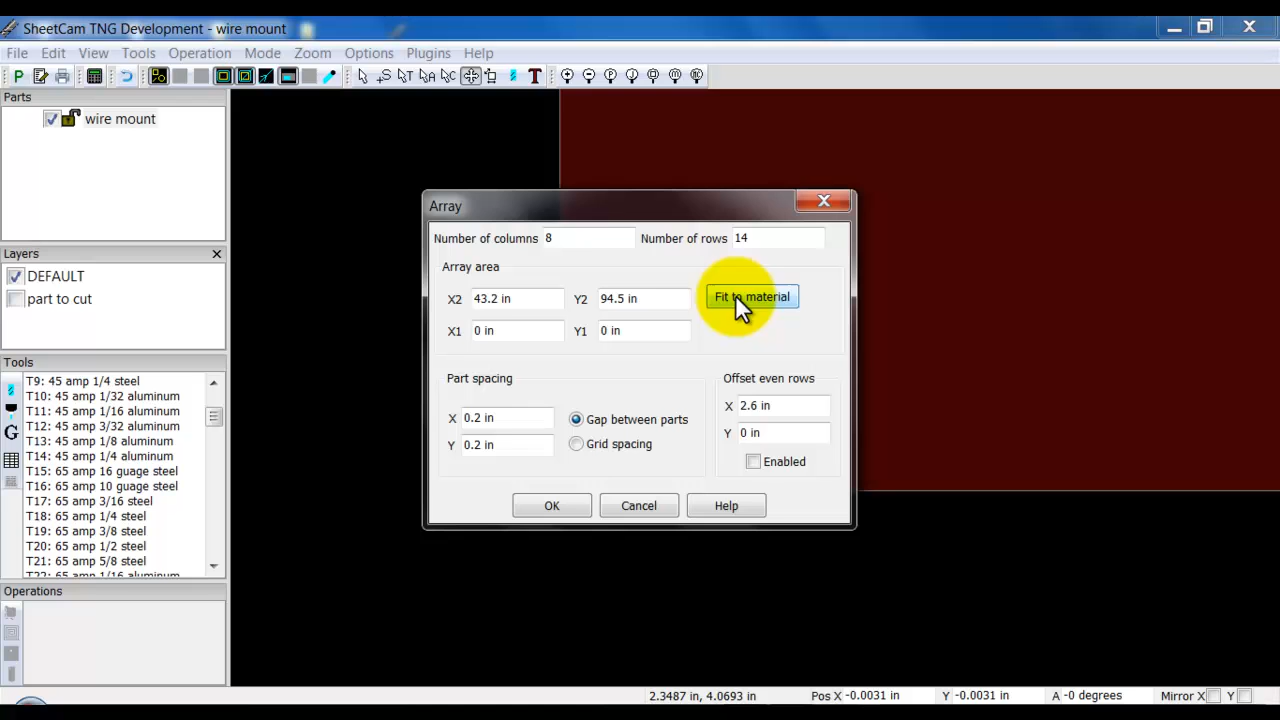 SheetCam TNG Development - wire mount
File Edit View Tools Operation Mode Zoom Options Plugins Help
Parts
wire mount
Layers
DEFAULT
part to cut
Tools
T9: 45 amp 1/4 steel
T10: 45 amp 1/32 aluminum
T11: 45 amp 1/16 aluminum
T12: 45 amp 3/32 aluminum
T13: 45 amp 1/8 aluminum
T14: 45 amp 1/4 aluminum
T15: 65 amp 16 guage steel
T16: 65 amp 10 guage steel
T17: 65 amp 3/16 steel
T18: 65 amp 1/4 steel
T19: 65 amp 3/8 steel
T20: 65 amp 1/2 steel
T21: 65 amp 5/8 steel
T22: 65 amp 1/16 aluminum
Operations
Array
Number of columns 8 Number of rows 14
Array area
X2 43.2 in Y2 94.5 in Fit to material
X1 0 in Y1 0 in
Part spacing
X 0.2 in Gap between parts
Y 0.2 in Grid spacing
Offset even rows
X 2.6 in
Y 0 in
Enabled
OK Cancel Help
2.3487 in, 4.0693 in Pos X -0.0031 in Y -0.0031 in A -0 degrees Mirror X Y